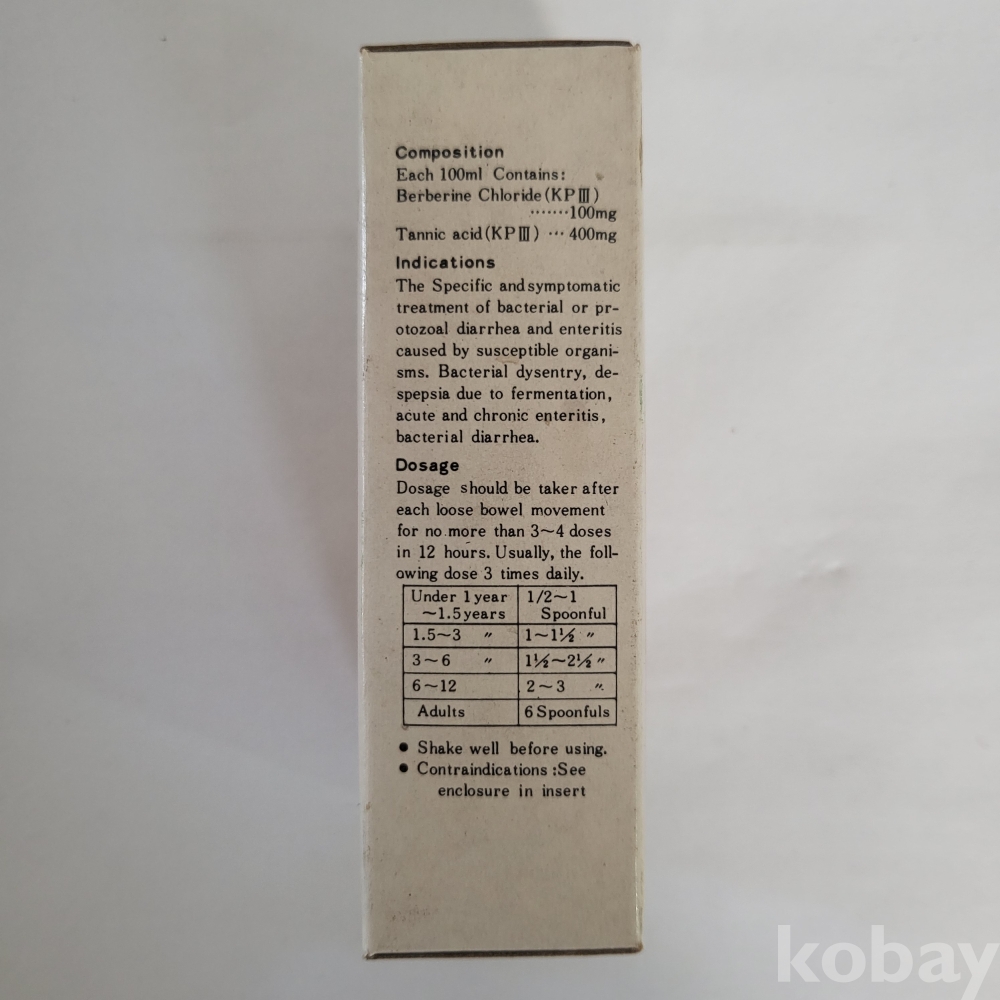 Composition
Each 100ml Contains:
Berberine Chloride(KPⅢ)
·······100mg
Tannic acid(KPⅢ) ··· 400mg
Indications
The Specific and symptomatic
treatment of bacterial or pr-
otozoal diarrhea and enteritis
caused by susceptible organi-
sms. Bacterial dysentry, de-
spepsia due to fermentation,
acute and chronic enteritis,
bacterial diarrhea.
Dosage
Dosage should be taker after
each loose bowel movement
for no more than 3~4 doses
in 12 hours. Usually, the foll-
owing dose 3 times daily.
Under 1 year 1/2~1
~1.5 years Spoonful
1.5~3 〃 1~1½ 〃
3~6 〃 1½~2½ 〃
6~12 2~3 〃
Adults 6 Spoonfuls
● Shake well before using.
● Contraindications :See
enclosure in insert
kobay